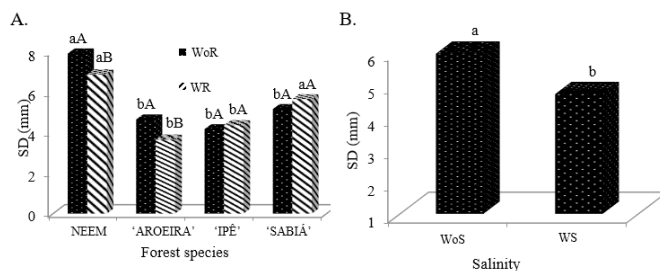 A.
aA
aB
bA
bB
bA
bA
bA
aA
WoR
WR
8
6
4
2
0
SD (mm)
NEEM
'AROEIRA'
'IPÊ'
'SABIÁ'
Forest species
B.
a
b
6
5
4
3
2
1
SD (mm)
WoS
WS
Salinity